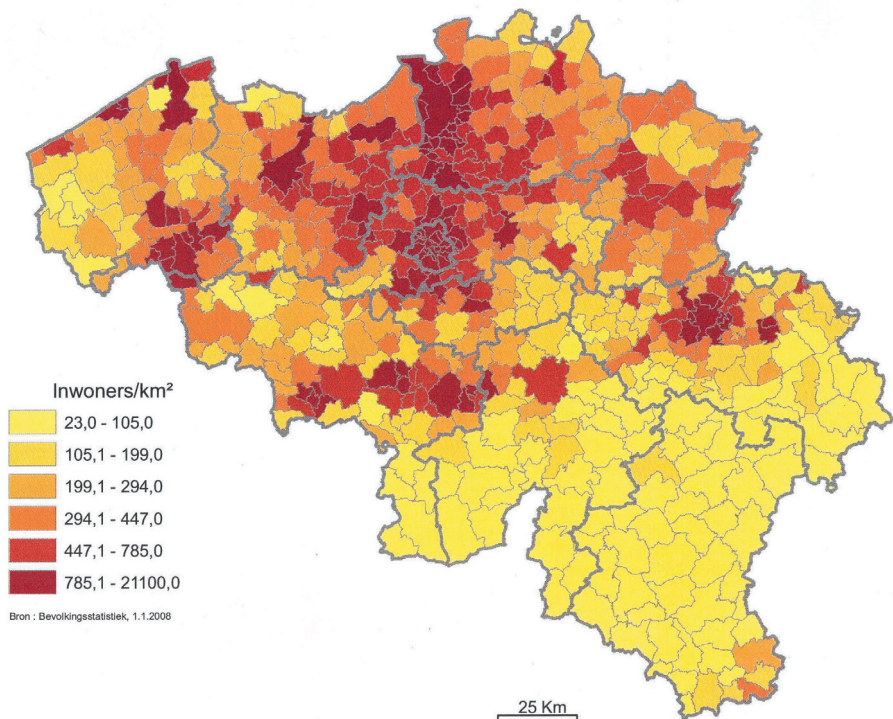 Inwoners/km²
23,0 - 105,0
105,1 - 199,0
199,1 - 294,0
294,1 - 447,0
447,1 - 785,0
785,1 - 21100,0
Bron : Bevolkingsstatistiek, 1.1.2008
25 Km